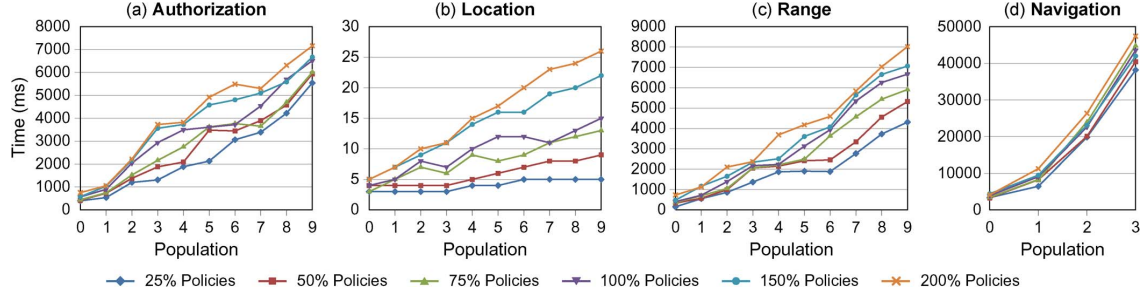 (a) Authorization
(b) Location
(c) Range
(d) Navigation
Time (ms)
8000
7000
6000
5000
4000
3000
2000
1000
0
0 1 2 3 4 5 6 7 8 9
Population
30
25
20
15
10
5
0
0 1 2 3 4 5 6 7 8 9
Population
9000
8000
7000
6000
5000
4000
3000
2000
1000
0
0 1 2 3 4 5 6 7 8 9
Population
50000
40000
30000
20000
10000
0
0 1 2 3
Population
25% Policies 50% Policies 75% Policies 100% Policies 150% Policies 200% Policies